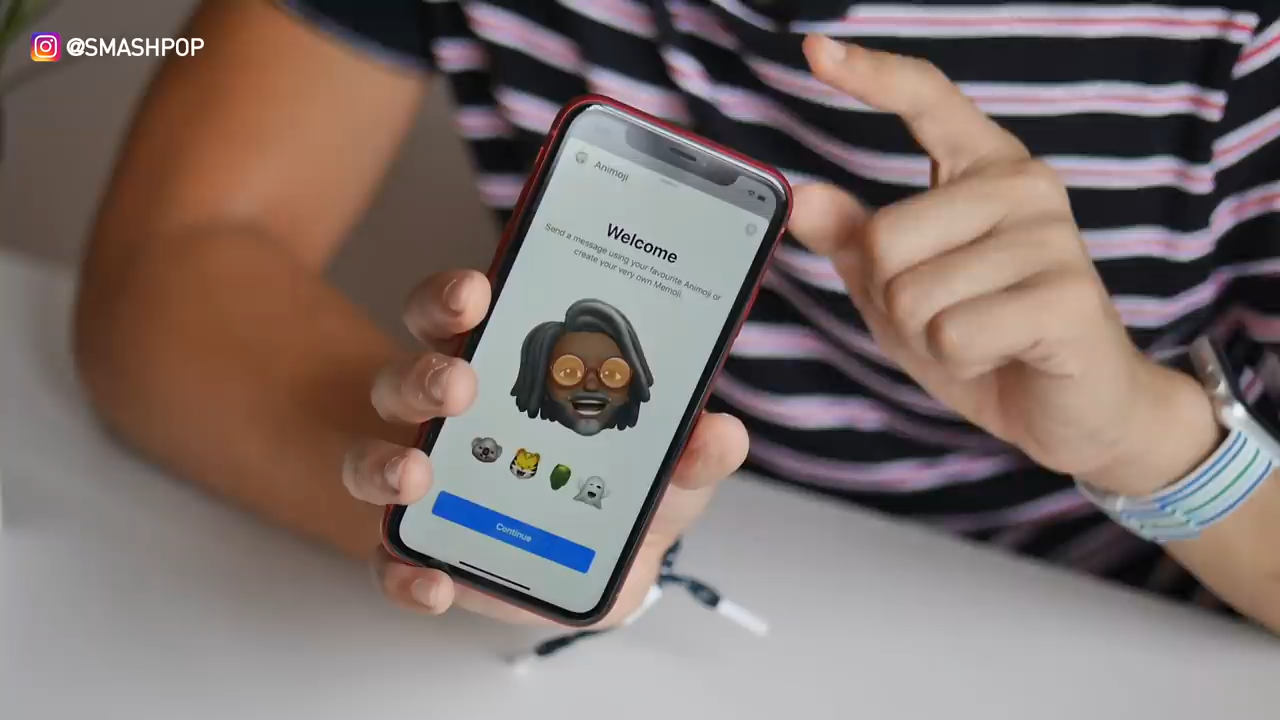 @SMASHPOP
Animoji
Welcome
Send a message using your favourite Animoji or
create your very own Memoji.
Continue